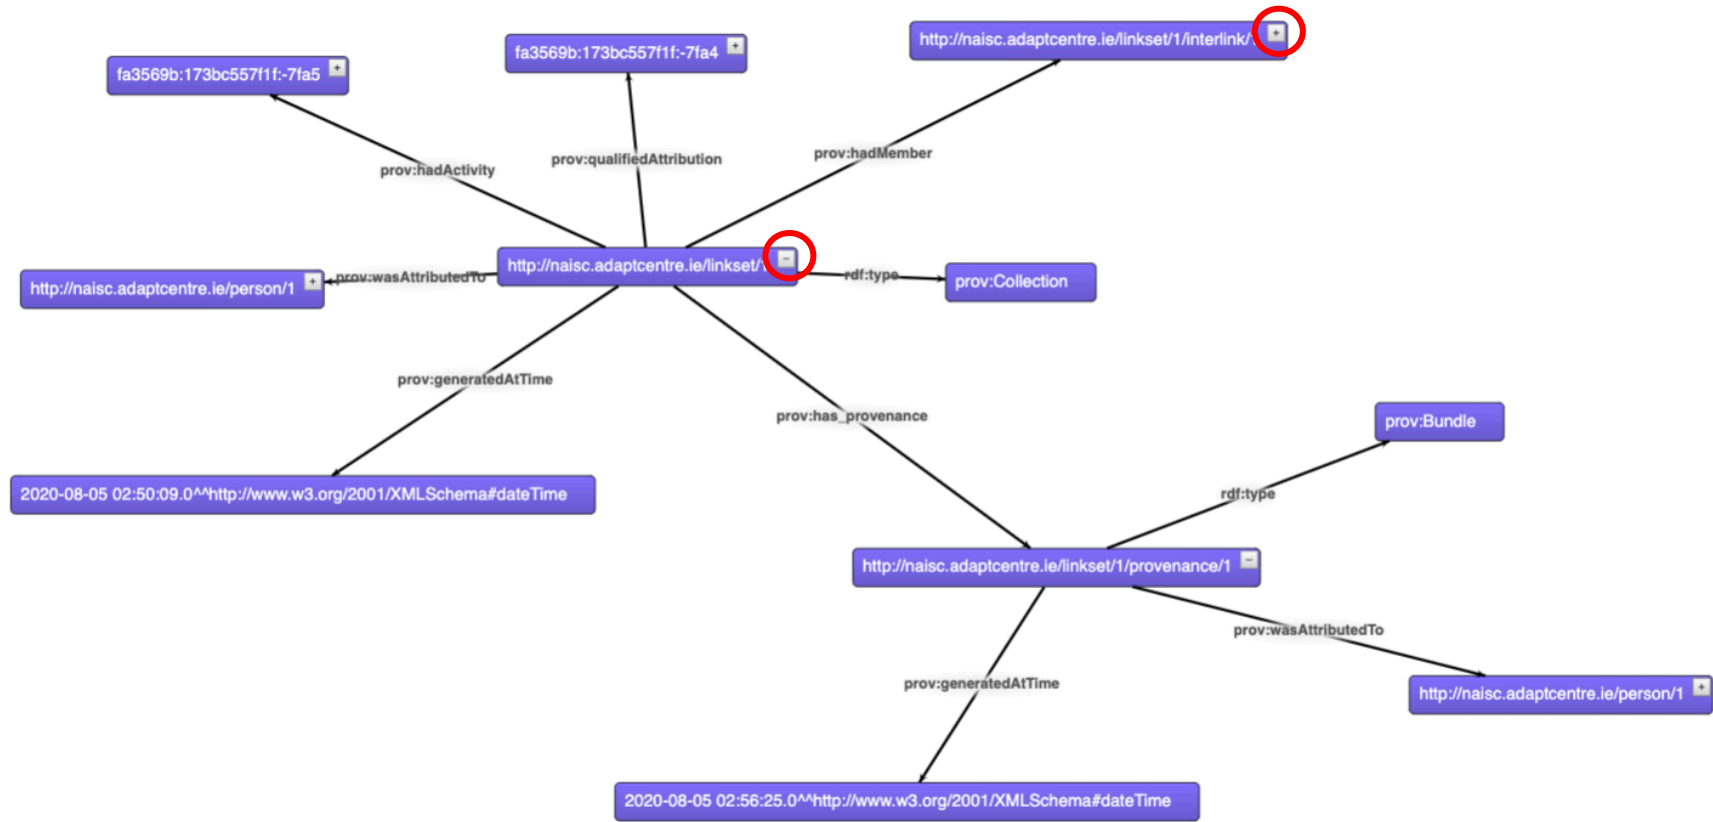 http://naisc.adaptcentre.ie/linkset/1/interlink/
+
fa3569b:173bc557f1f:-7fa4
+
fa3569b:173bc557f1f:-7fa5
+
prov:hadMember
prov:qualifiedAttribution
prov:hadActivity
http://naisc.adaptcentre.ie/linkset/1
−
prov:wasAttributedTo
rdf:type
prov:Collection
http://naisc.adaptcentre.ie/person/1
+
prov:generatedAtTime
prov:has_provenance
prov:Bundle
2020-08-05 02:50:09.0^^http://www.w3.org/2001/XMLSchema#dateTime
rdf:type
http://naisc.adaptcentre.ie/linkset/1/provenance/1
−
prov:wasAttributedTo
prov:generatedAtTime
http://naisc.adaptcentre.ie/person/1
+
2020-08-05 02:56:25.0^^http://www.w3.org/2001/XMLSchema#dateTime